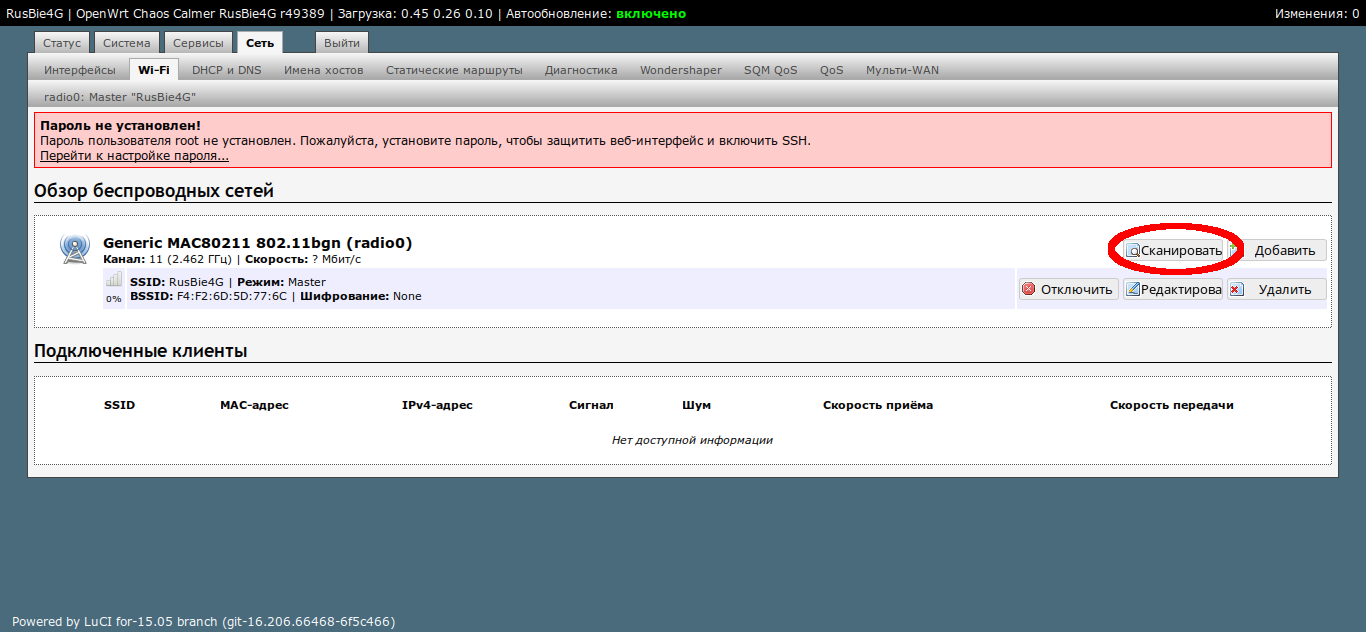 RusBie4G | OpenWrt Chaos Calmer RusBie4G r49389 | Загрузка: 0.45 0.26 0.10 | Автообновление: включено Изменения: 0
Статус Система Сервисы Сеть Выйти
Интерфейсы Wi-Fi DHCP и DNS Имена хостов Статические маршруты Диагностика Wondershaper SQM QoS QoS Мульти-WAN
radio0: Master "RusBie4G"
Пароль не установлен!
Пароль пользователя root не установлен. Пожалуйста, установите пароль, чтобы защитить веб-интерфейс и включить SSH.
Перейти к настройке пароля...
Обзор беспроводных сетей
Generic MAC80211 802.11bgn (radio0)
Сканировать Добавить
Канал: 11 (2.462 ГГц) | Скорость: ? Мбит/с
SSID: RusBie4G | Режим: Master
0% BSSID: F4:F2:6D:5D:77:6C | Шифрование: None
Отключить Редактирова Удалить
Подключенные клиенты
SSID MAC-адрес IPv4-адрес Сигнал Шум Скорость приёма Скорость передачи
Нет доступной информации
Powered by LuCI for-15.05 branch (git-16.206.66468-6f5c466)